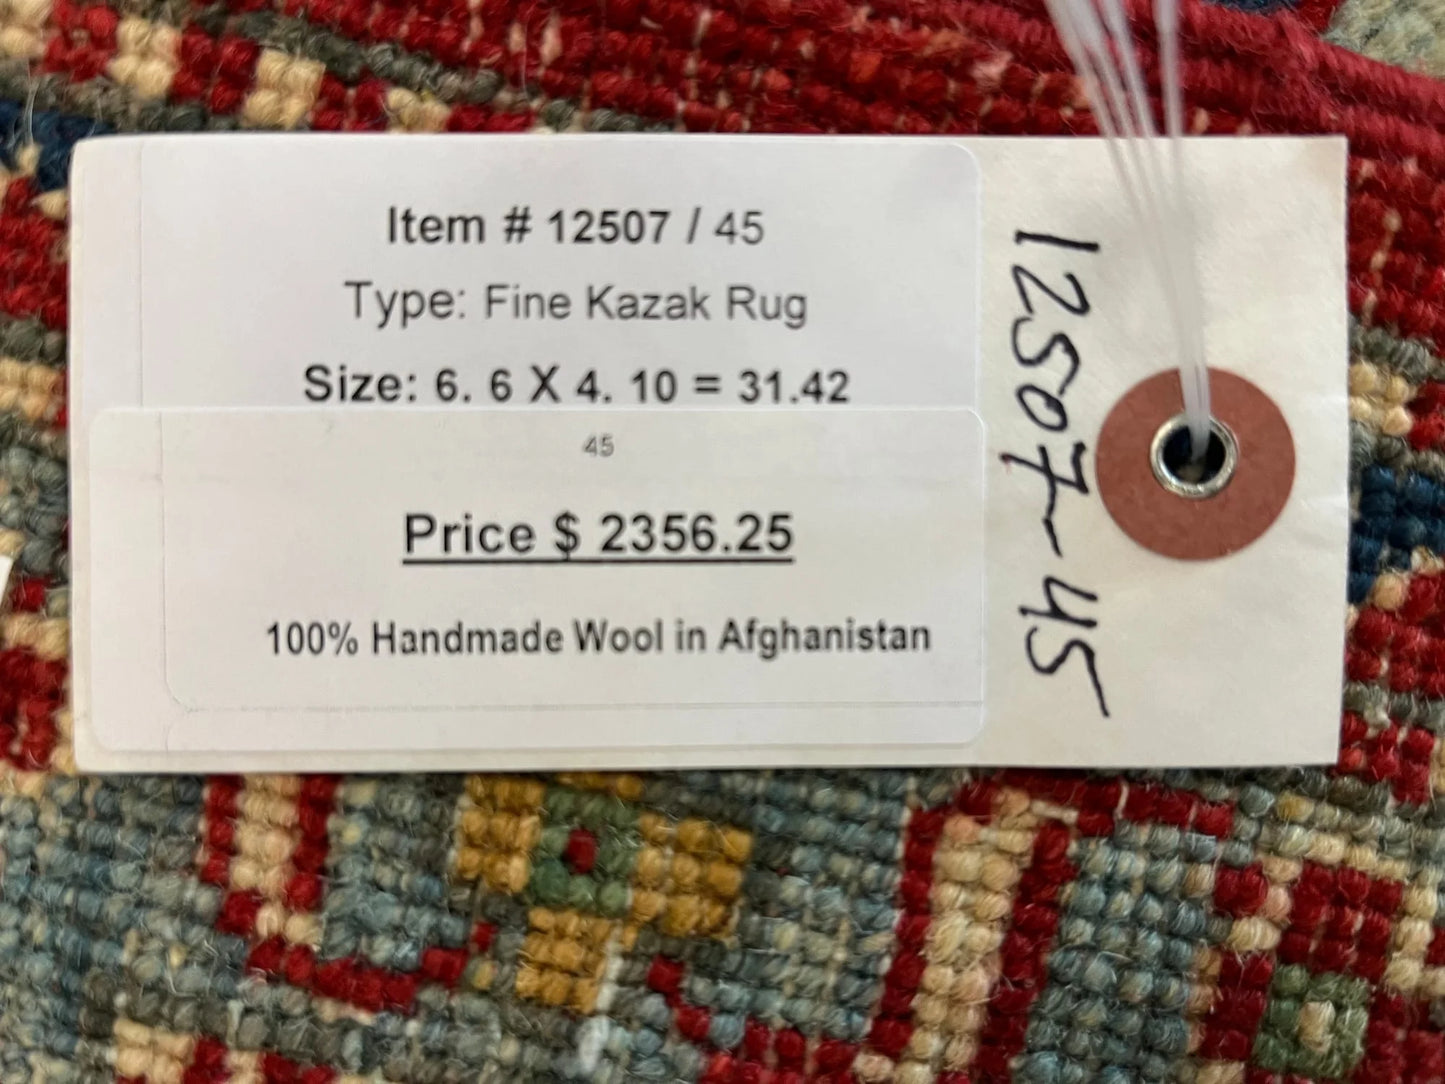 Item # 12507 / 45
Type: Fine Kazak Rug
Size: 6. 6 X 4. 10 = 31.42
45
Price $ 2356.25
100% Handmade Wool in Afghanistan
12507-45